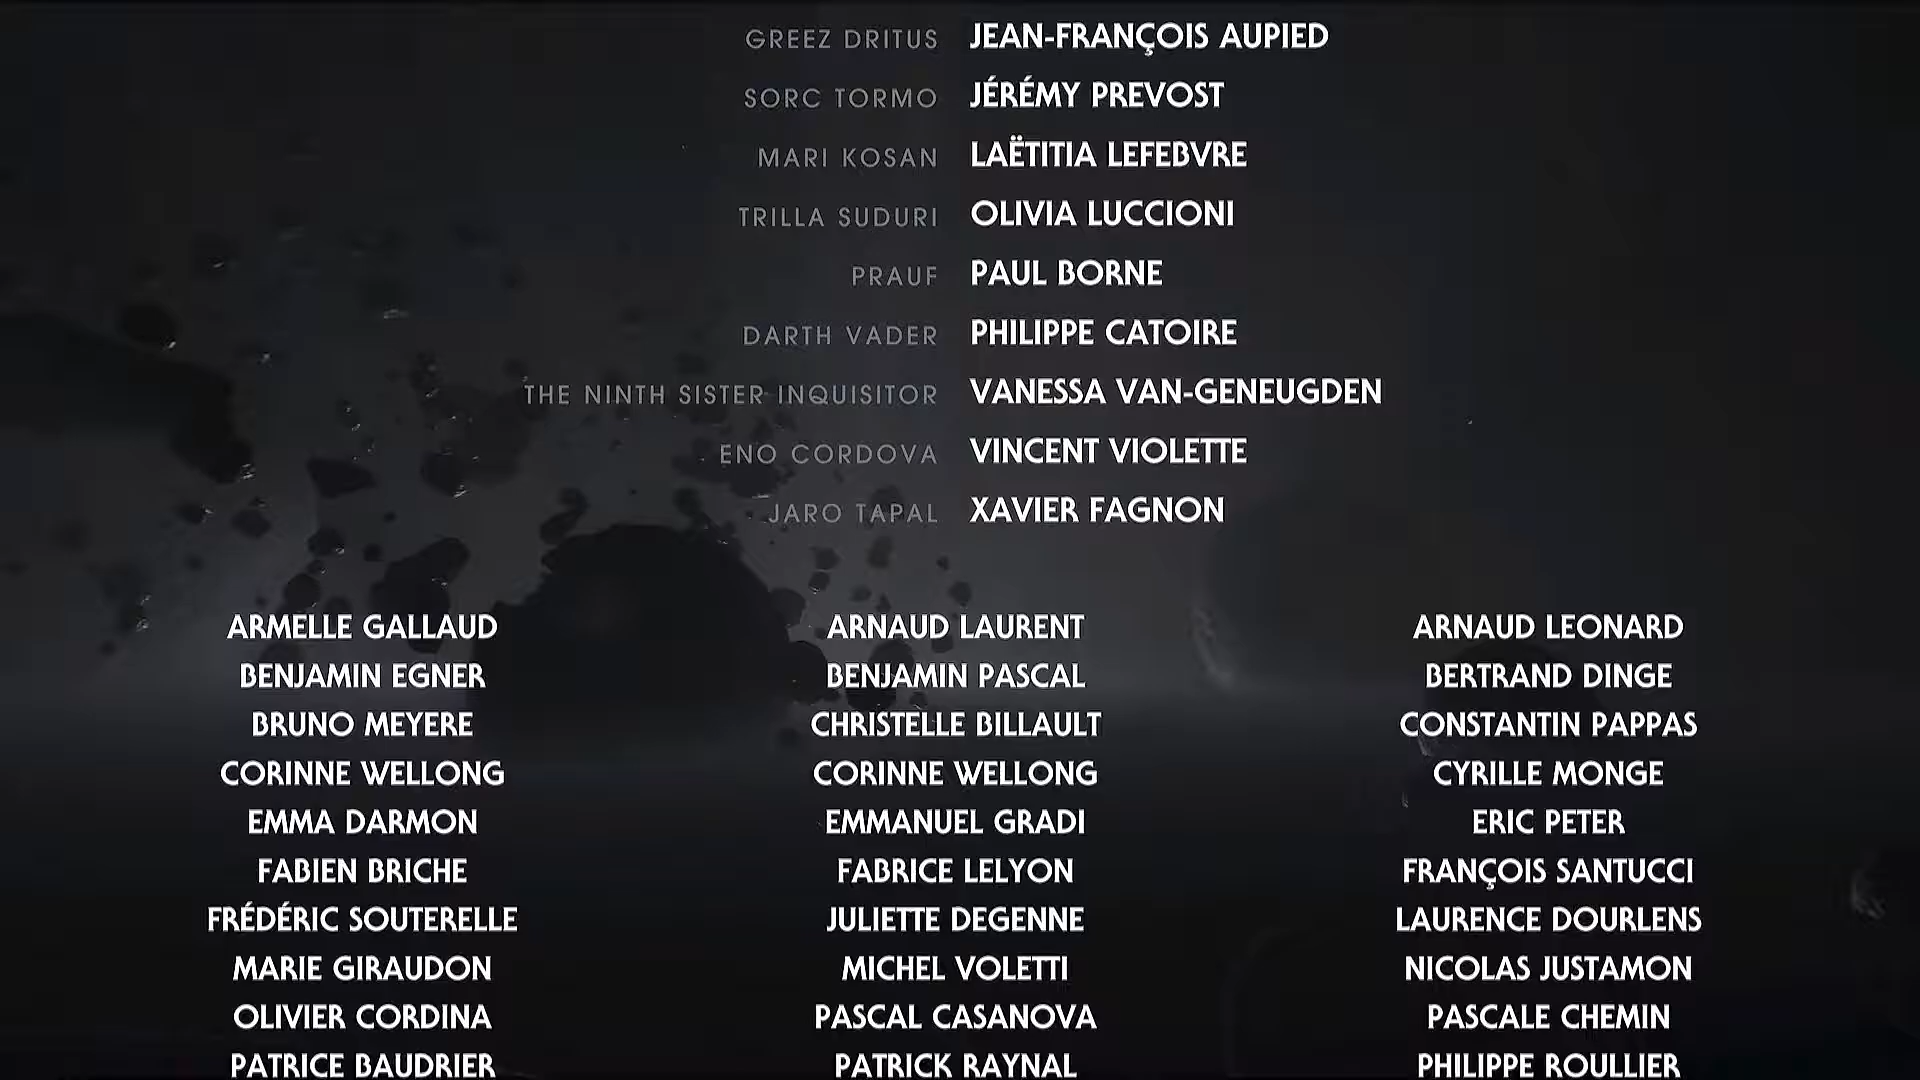 GREEZ DRITUS JEAN-FRANÇOIS AUPIED
SORC TORMO JÉRÉMY PREVOST
MARI KOSAN LAËTITIA LEFEBVRE
TRILLA SUDURI OLIVIA LUCCIONI
PRAUF PAUL BORNE
DARTH VADER PHILIPPE CATOIRE
THE NINTH SISTER INQUISITOR VANESSA VAN-GENEUGDEN
ENO CORDOVA VINCENT VIOLETTE
JARO TAPAL XAVIER FAGNON
ARMELLE GALLAUD ARNAUD LAURENT ARNAUD LEONARD
BENJAMIN EGNER BENJAMIN PASCAL BERTRAND DINGE
BRUNO MEYERE CHRISTELLE BILLAULT CONSTANTIN PAPPAS
CORINNE WELLONG CORINNE WELLONG CYRILLE MONGE
EMMA DARMON EMMANUEL GRADI ERIC PETER
FABIEN BRICHE FABRICE LELYON FRANÇOIS SANTUCCI
FRÉDÉRIC SOUTERELLE JULIETTE DEGENNE LAURENCE DOURLENS
MARIE GIRAUDON MICHEL VOLETTI NICOLAS JUSTAMON
OLIVIER CORDINA PASCAL CASANOVA PASCALE CHEMIN
PATRICE BAUDRIER PATRICK RAYNAL PHILIPPE ROULLIER